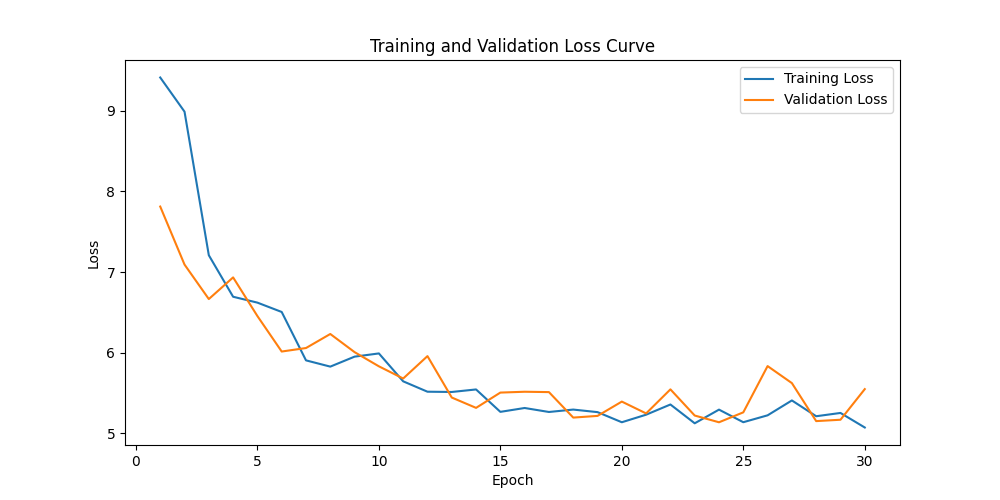 Training and Validation Loss Curve
Training Loss
Validation Loss
Loss
9
8
7
6
5
0 5 10 15 20 25 30
Epoch